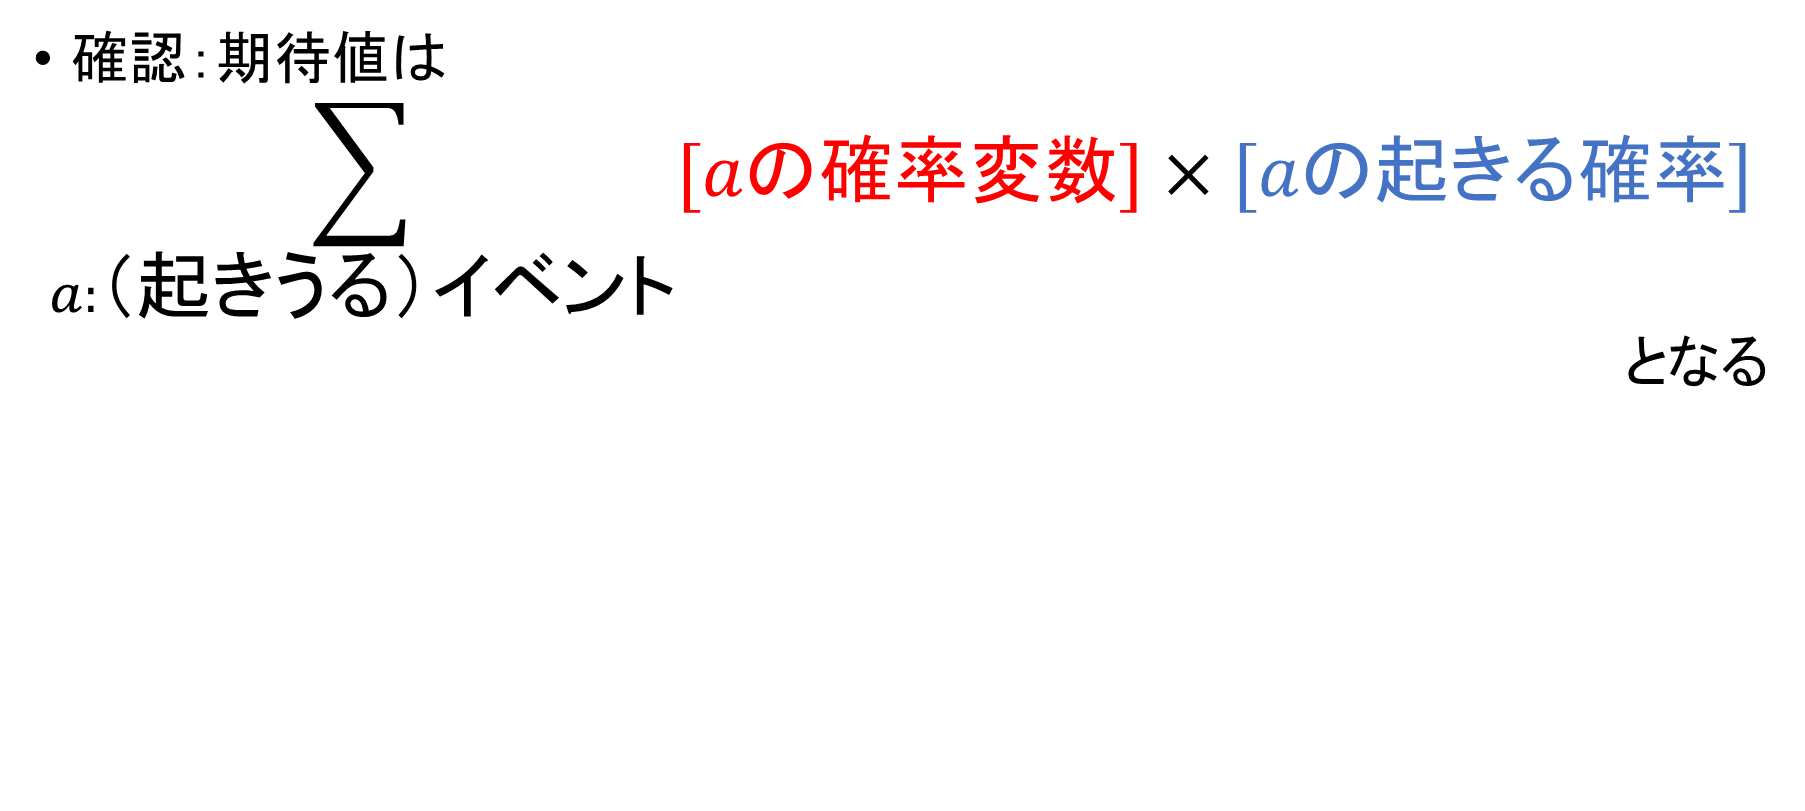 • 確認：期待値は
∑ [aの確率変数] × [aの起きる確率]
a:（起きうる）イベント
となる